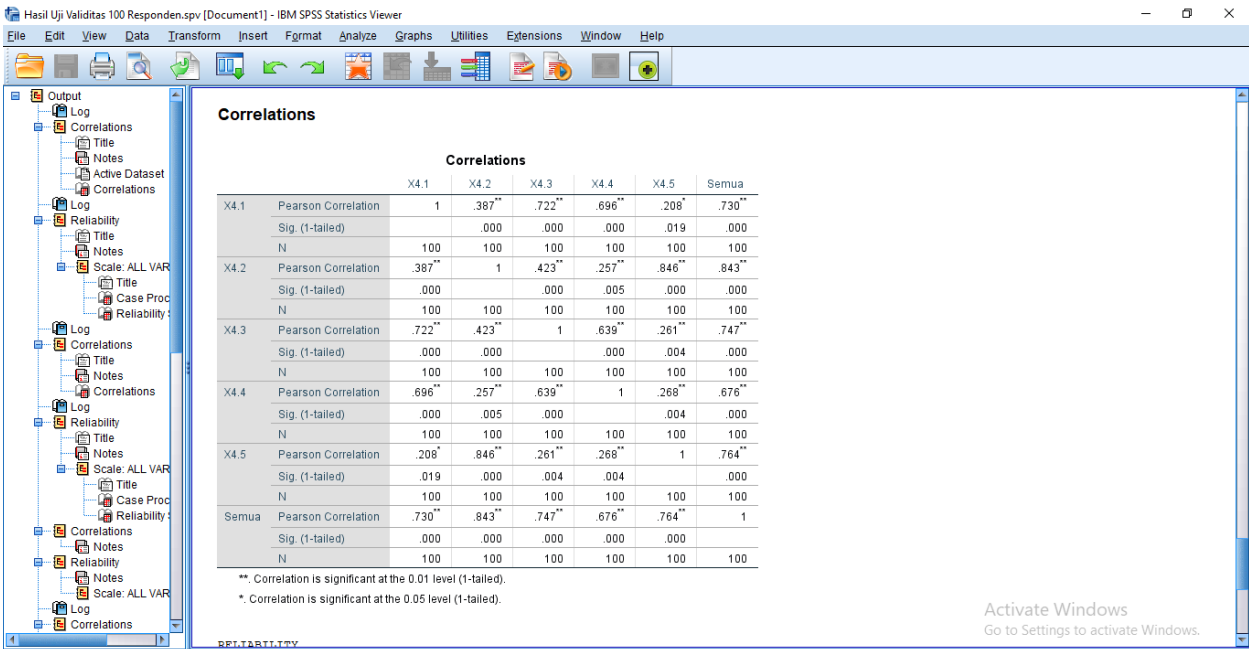 Hasil Uji Validitas 100 Responden.spv [Document1] - IBM SPSS Statistics Viewer
File Edit View Data Transform Insert Format Analyze Graphs Utilities Extensions Window Help
Output
Log
Correlations
Title
Notes
Active Dataset
Correlations
Log
Reliability
Title
Notes
Scale: ALL VAR
Title
Case Proc
Reliability S
Log
Correlations
Title
Notes
Correlations
Log
Reliability
Title
Notes
Scale: ALL VAR
Title
Case Proc
Reliability S
Correlations
Notes
Reliability
Notes
Scale: ALL VAR
Log
Correlations
Correlations
Correlations
X4.1 X4.2 X4.3 X4.4 X4.5 Semua
X4.1 Pearson Correlation 1 .387** .722** .696** .208* .730**
Sig. (1-tailed) .000 .000 .000 .019 .000
N 100 100 100 100 100 100
X4.2 Pearson Correlation .387** 1 .423** .257** .846** .843**
Sig. (1-tailed) .000 .000 .005 .000 .000
N 100 100 100 100 100 100
X4.3 Pearson Correlation .722** .423** 1 .639** .261** .747**
Sig. (1-tailed) .000 .000 .000 .004 .000
N 100 100 100 100 100 100
X4.4 Pearson Correlation .696** .257** .639** 1 .268** .676**
Sig. (1-tailed) .000 .005 .000 .004 .000
N 100 100 100 100 100 100
X4.5 Pearson Correlation .208* .846** .261** .268** 1 .764**
Sig. (1-tailed) .019 .000 .004 .004 .000
N 100 100 100 100 100 100
Semua Pearson Correlation .730** .843** .747** .676** .764** 1
Sig. (1-tailed) .000 .000 .000 .000 .000
N 100 100 100 100 100 100
**. Correlation is significant at the 0.01 level (1-tailed).
*. Correlation is significant at the 0.05 level (1-tailed).
RELIABILITY
Activate Windows
Go to Settings to activate Windows.